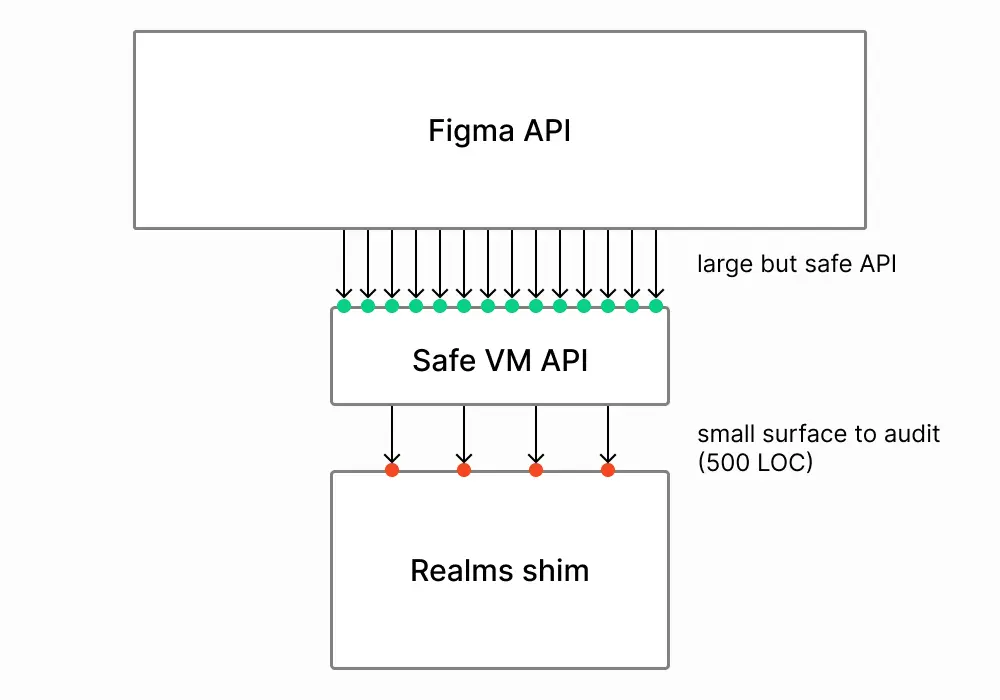 Figma API
large but safe API
Safe VM API
small surface to audit
(500 LOC)
Realms shim